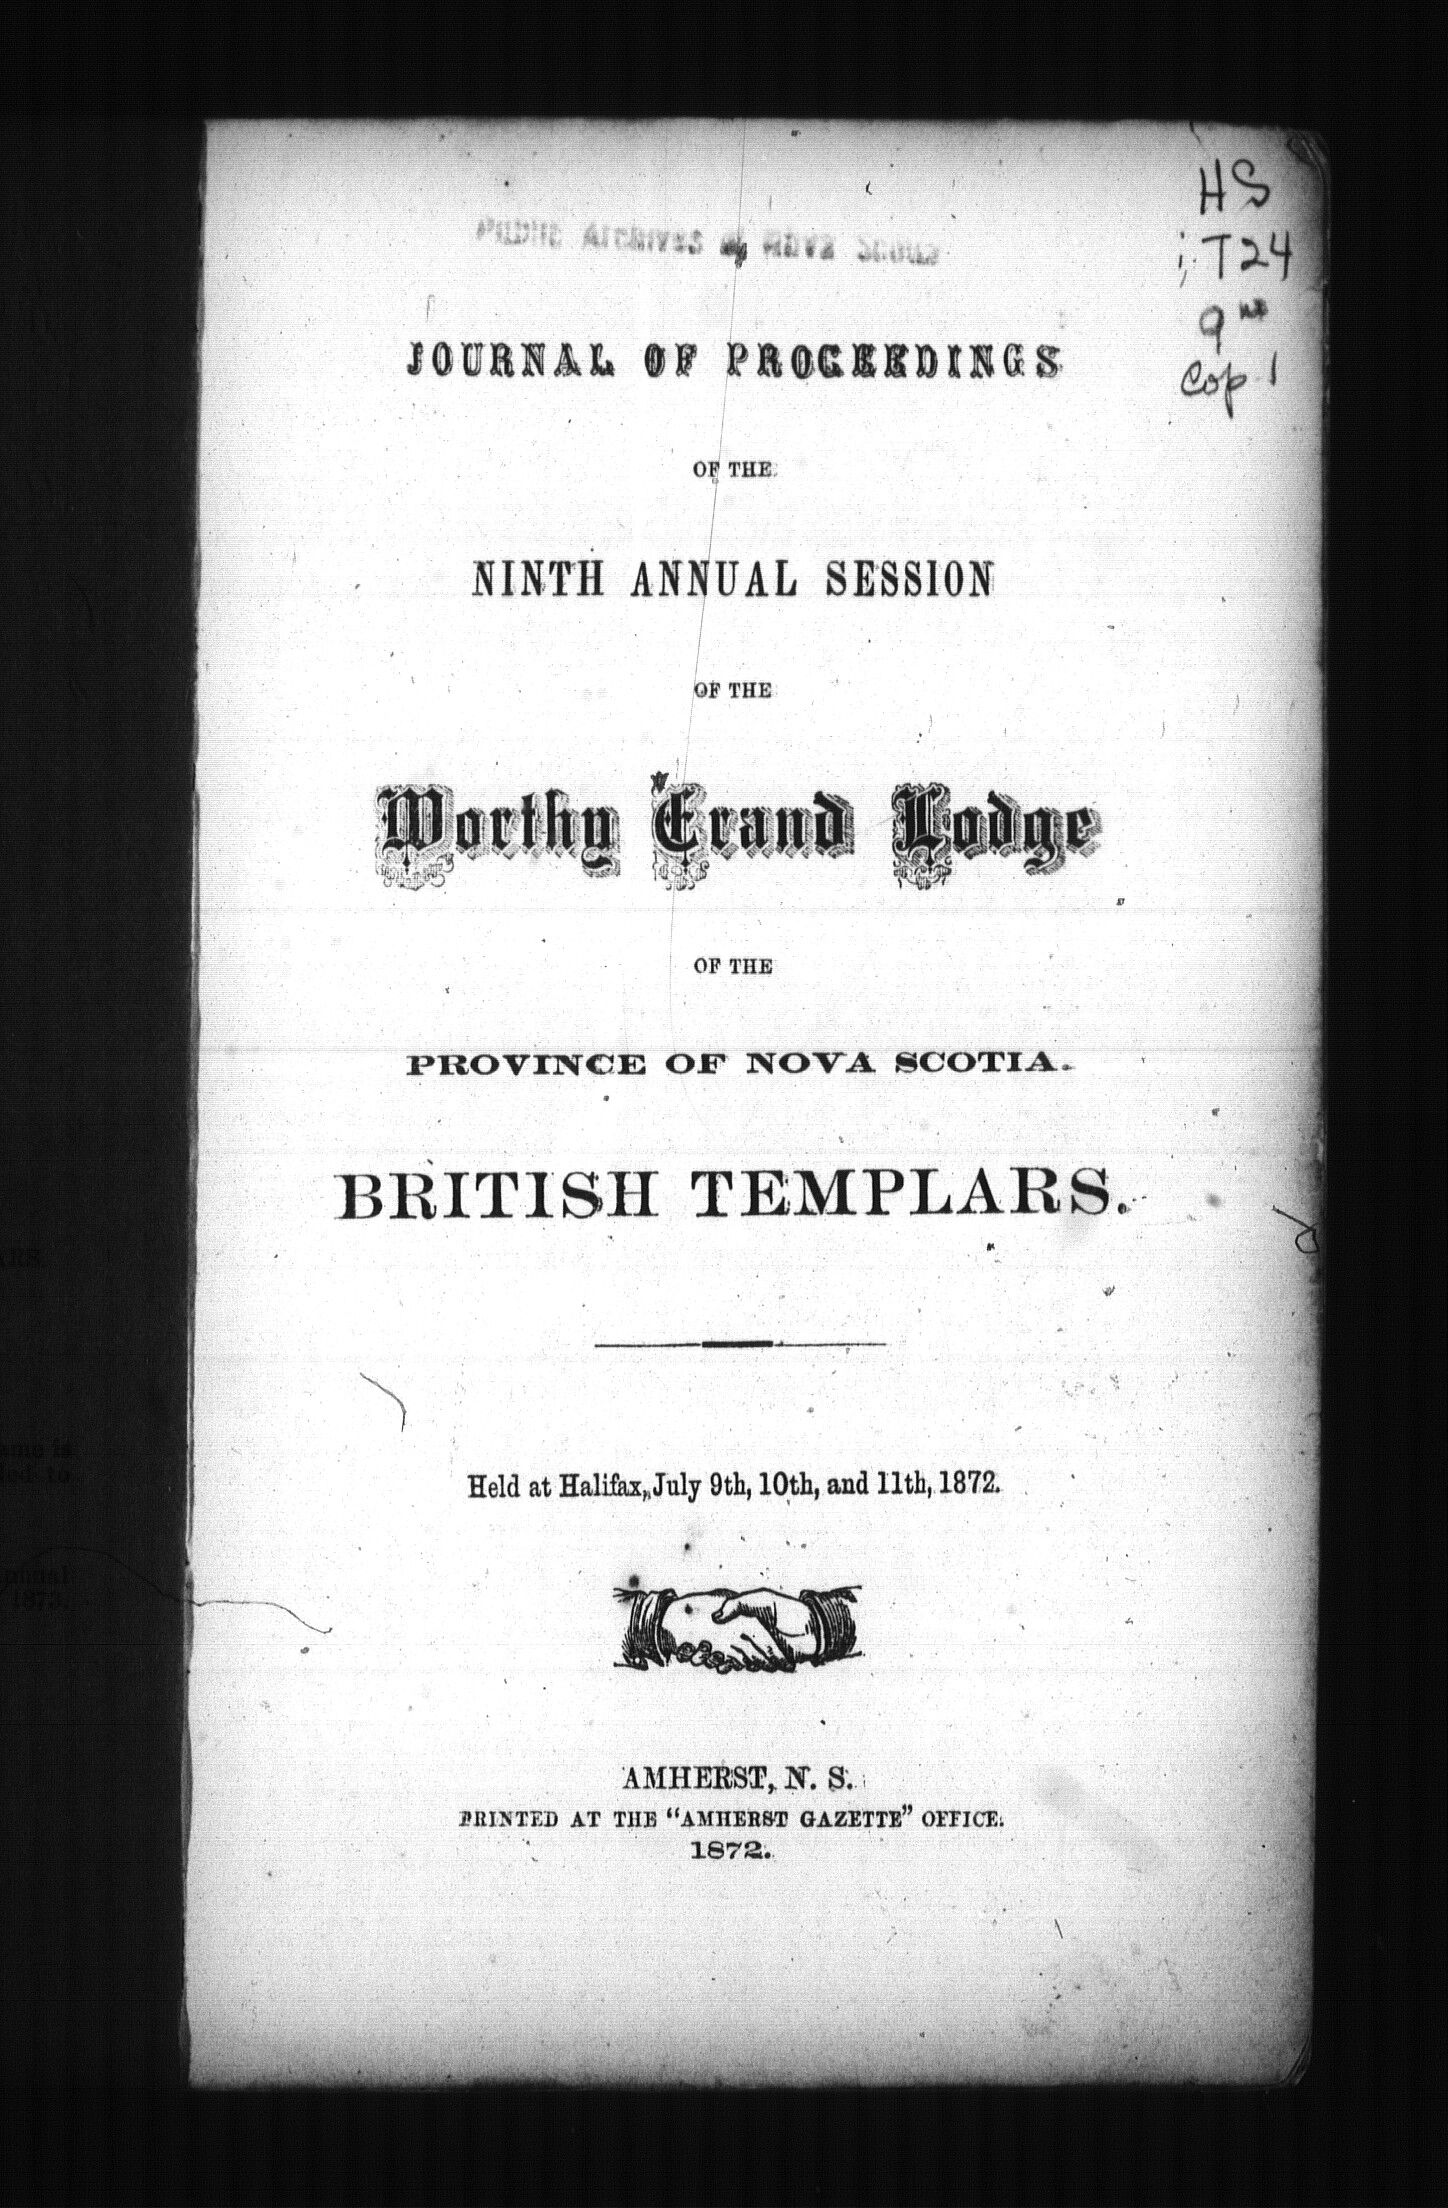 HS
T24
9
Cop 1
JOURNAL OF PROCEEDINGS
OF THE
NINTH ANNUAL SESSION
OF THE
Worthy Grand Lodge
OF THE
PROVINCE OF NOVA SCOTIA.
BRITISH TEMPLARS.
Held at Halifax, July 9th, 10th, and 11th, 1872.
AMHERST, N. S.
PRINTED AT THE "AMHERST GAZETTE" OFFICE.
1872.